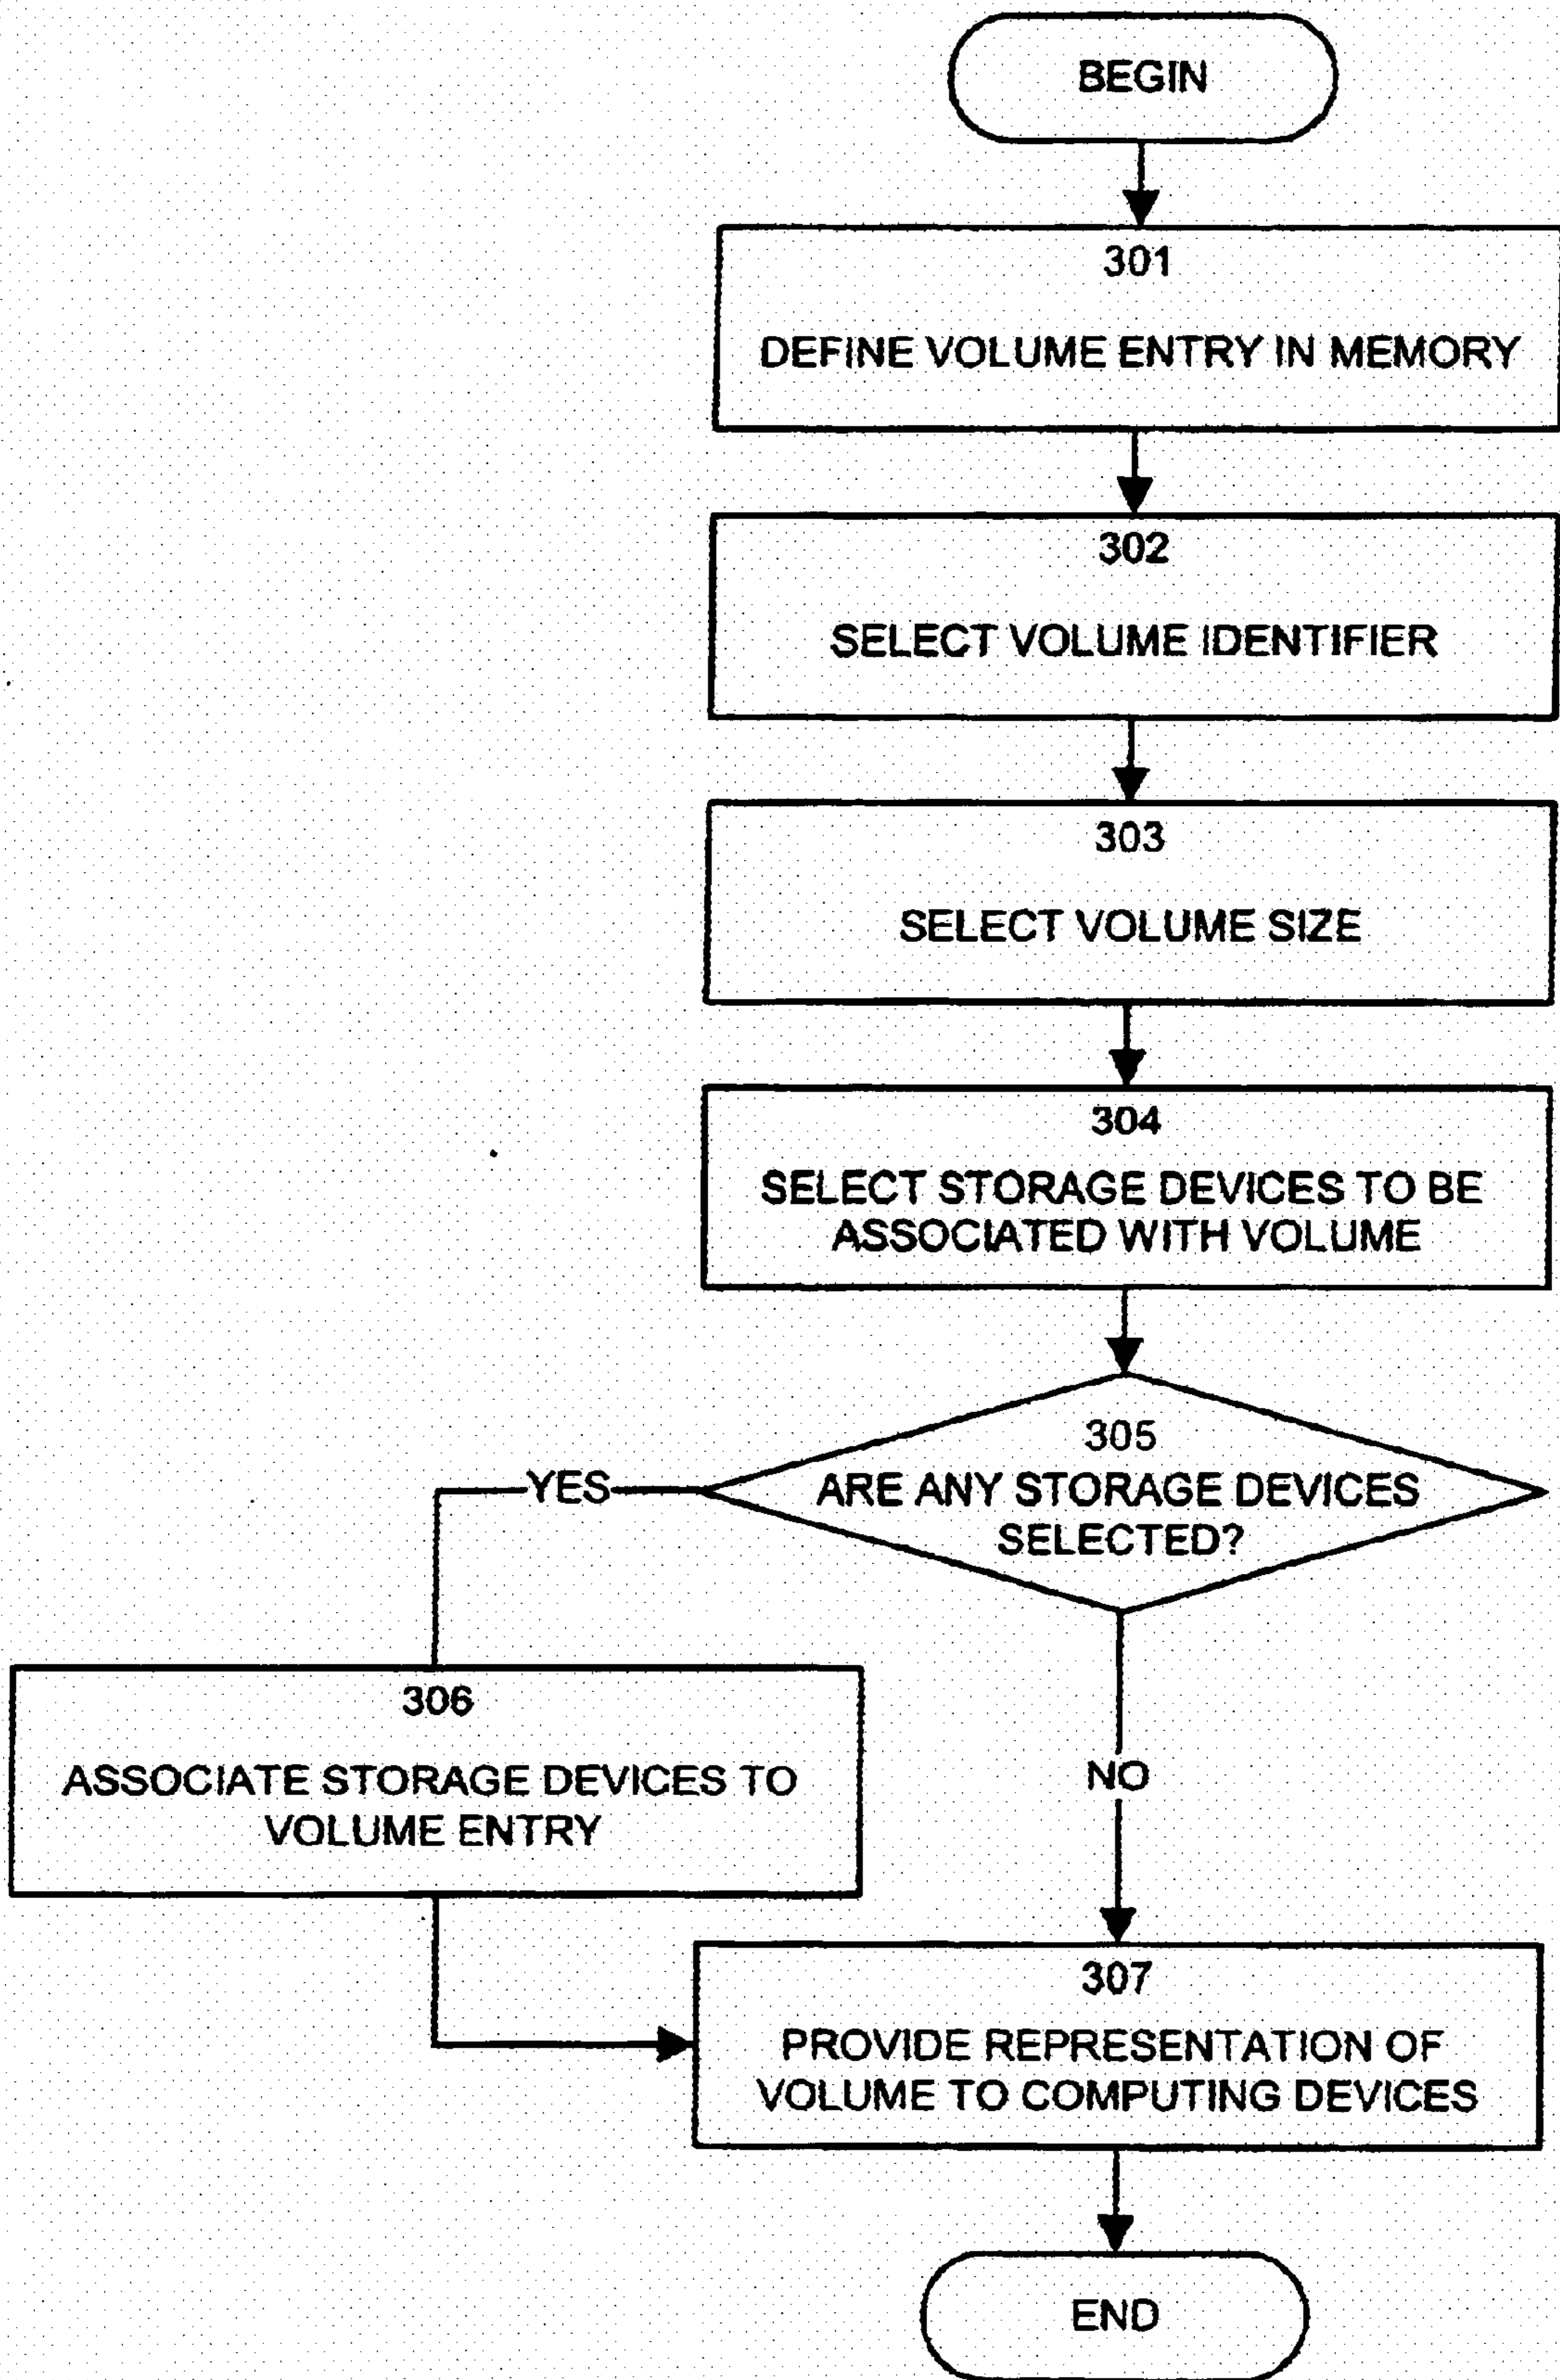 BEGIN
301
DEFINE VOLUME ENTRY IN MEMORY
302
SELECT VOLUME IDENTIFIER
303
SELECT VOLUME SIZE
304
SELECT STORAGE DEVICES TO BE
ASSOCIATED WITH VOLUME
305
ARE ANY STORAGE DEVICES
SELECTED?
YES
306
ASSOCIATE STORAGE DEVICES TO
VOLUME ENTRY
NO
307
PROVIDE REPRESENTATION OF
VOLUME TO COMPUTING DEVICES
END